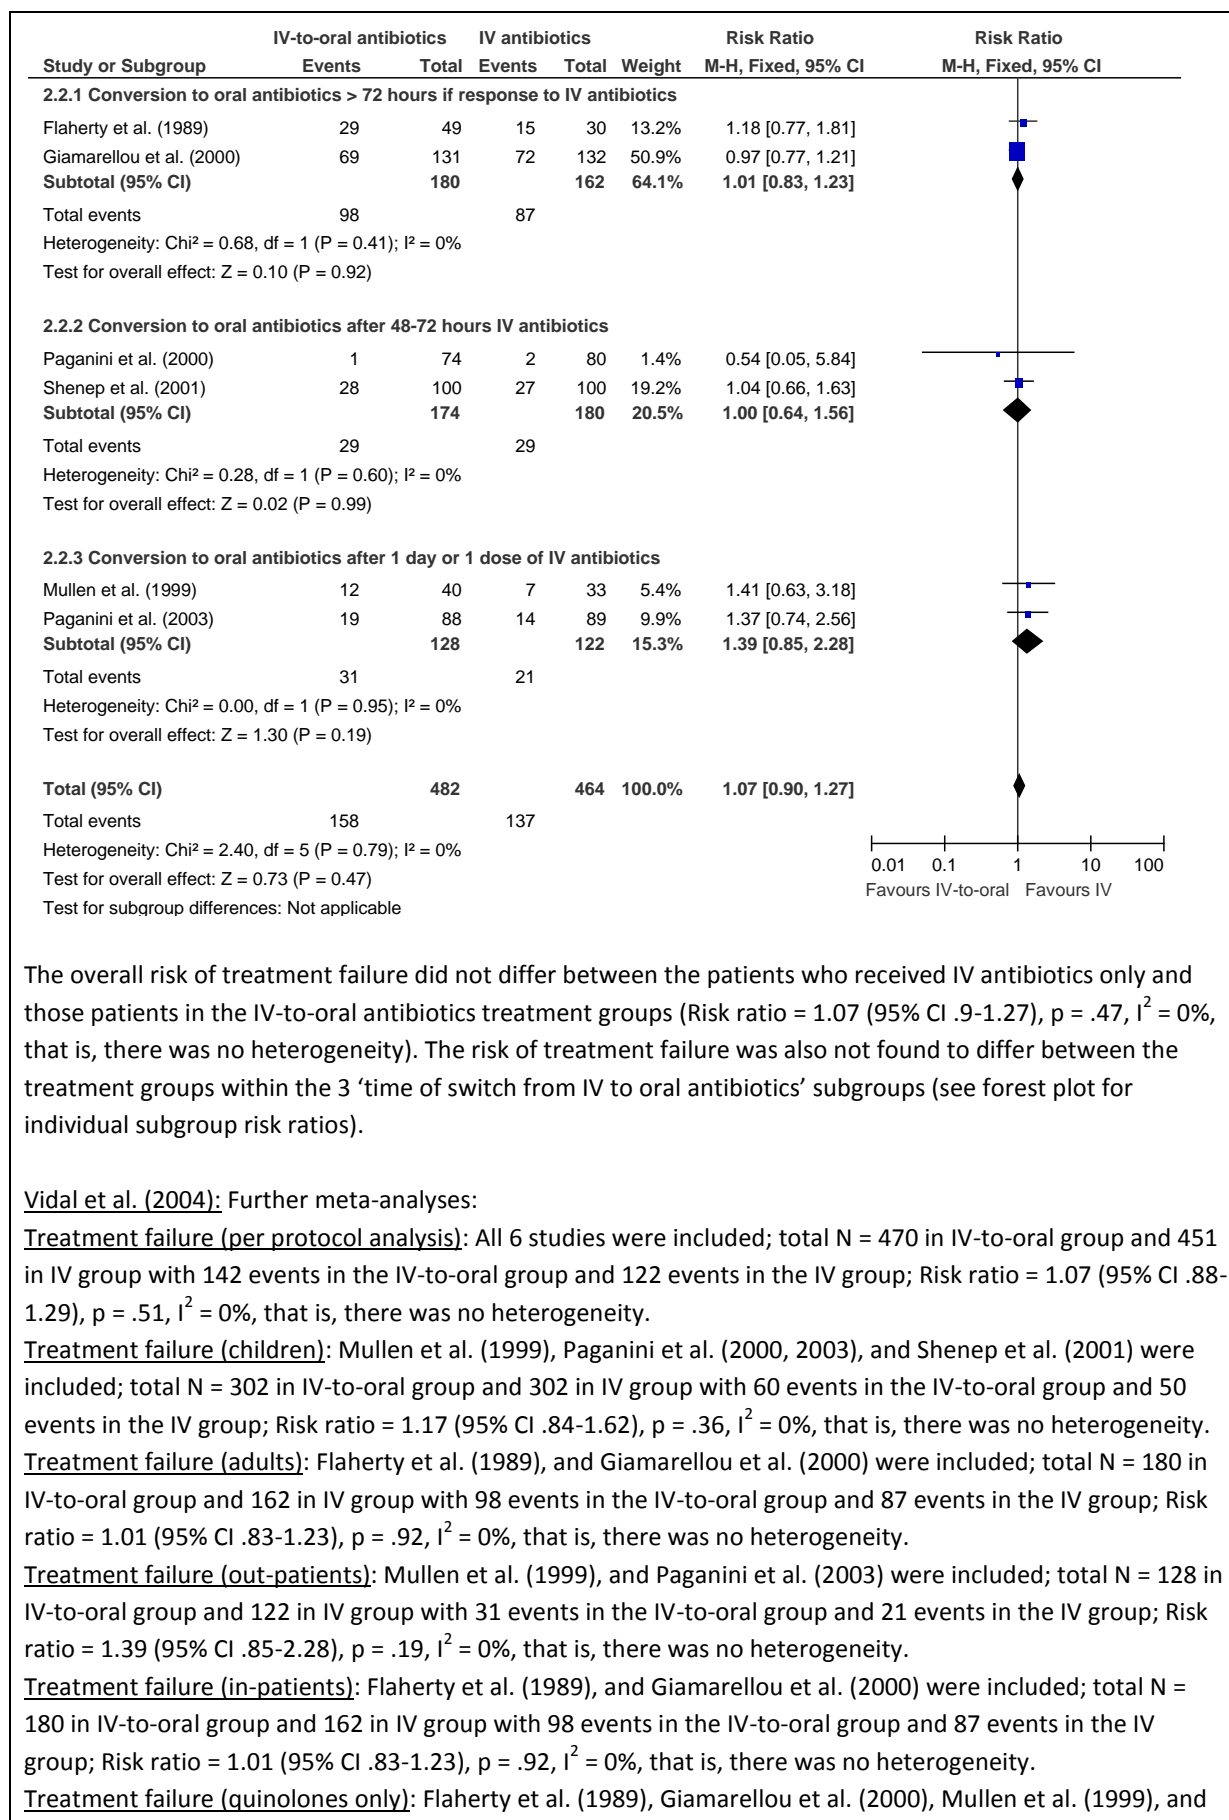 IV-to-oral antibiotics IV antibiotics Risk Ratio Risk Ratio
Study or Subgroup Events Total Events Total Weight M-H, Fixed, 95% CI M-H, Fixed, 95% CI
2.2.1 Conversion to oral antibiotics > 72 hours if response to IV antibiotics
Flaherty et al. (1989) 29 49 15 30 13.2% 1.18 [0.77, 1.81]
Giamarellou et al. (2000) 69 131 72 132 50.9% 0.97 [0.77, 1.21]
Subtotal (95% CI) 180 162 64.1% 1.01 [0.83, 1.23]
Total events 98 87
Heterogeneity: Chi² = 0.68, df = 1 (P = 0.41); I² = 0%
Test for overall effect: Z = 0.10 (P = 0.92)
2.2.2 Conversion to oral antibiotics after 48-72 hours IV antibiotics
Paganini et al. (2000) 1 74 2 80 1.4% 0.54 [0.05, 5.84]
Shenep et al. (2001) 28 100 27 100 19.2% 1.04 [0.66, 1.63]
Subtotal (95% CI) 174 180 20.5% 1.00 [0.64, 1.56]
Total events 29 29
Heterogeneity: Chi² = 0.28, df = 1 (P = 0.60); I² = 0%
Test for overall effect: Z = 0.02 (P = 0.99)
2.2.3 Conversion to oral antibiotics after 1 day or 1 dose of IV antibiotics
Mullen et al. (1999) 12 40 7 33 5.4% 1.41 [0.63, 3.18]
Paganini et al. (2003) 19 88 14 89 9.9% 1.37 [0.74, 2.56]
Subtotal (95% CI) 128 122 15.3% 1.39 [0.85, 2.28]
Total events 31 21
Heterogeneity: Chi² = 0.00, df = 1 (P = 0.95); I² = 0%
Test for overall effect: Z = 1.30 (P = 0.19)
Total (95% CI) 482 464 100.0% 1.07 [0.90, 1.27]
Total events 158 137
Heterogeneity: Chi² = 2.40, df = 5 (P = 0.79); I² = 0%
Test for overall effect: Z = 0.73 (P = 0.47)
Test for subgroup differences: Not applicable
0.01 0.1 1 10 100
Favours IV-to-oral Favours IV
The overall risk of treatment failure did not differ between the patients who received IV antibiotics only and
those patients in the IV-to-oral antibiotics treatment groups (Risk ratio = 1.07 (95% CI .9-1.27), p = .47, I² = 0%,
that is, there was no heterogeneity). The risk of treatment failure was also not found to differ between the
treatment groups within the 3 ‘time of switch from IV to oral antibiotics’ subgroups (see forest plot for
individual subgroup risk ratios).
Vidal et al. (2004): Further meta-analyses:
Treatment failure (per protocol analysis): All 6 studies were included; total N = 470 in IV-to-oral group and 451
in IV group with 142 events in the IV-to-oral group and 122 events in the IV group; Risk ratio = 1.07 (95% CI .88-
1.29), p = .51, I² = 0%, that is, there was no heterogeneity.
Treatment failure (children): Mullen et al. (1999), Paganini et al. (2000, 2003), and Shenep et al. (2001) were
included; total N = 302 in IV-to-oral group and 302 in IV group with 60 events in the IV-to-oral group and 50
events in the IV group; Risk ratio = 1.17 (95% CI .84-1.62), p = .36, I² = 0%, that is, there was no heterogeneity.
Treatment failure (adults): Flaherty et al. (1989), and Giamarellou et al. (2000) were included; total N = 180 in
IV-to-oral group and 162 in IV group with 98 events in the IV-to-oral group and 87 events in the IV group; Risk
ratio = 1.01 (95% CI .83-1.23), p = .92, I² = 0%, that is, there was no heterogeneity.
Treatment failure (out-patients): Mullen et al. (1999), and Paganini et al. (2003) were included; total N = 128 in
IV-to-oral group and 122 in IV group with 31 events in the IV-to-oral group and 21 events in the IV group; Risk
ratio = 1.39 (95% CI .85-2.28), p = .19, I² = 0%, that is, there was no heterogeneity.
Treatment failure (in-patients): Flaherty et al. (1989), and Giamarellou et al. (2000) were included; total N =
180 in IV-to-oral group and 162 in IV group with 98 events in the IV-to-oral group and 87 events in the IV
group; Risk ratio = 1.01 (95% CI .83-1.23), p = .92, I² = 0%, that is, there was no heterogeneity.
Treatment failure (quinolones only): Flaherty et al. (1989), Giamarellou et al. (2000), Mullen et al. (1999), and